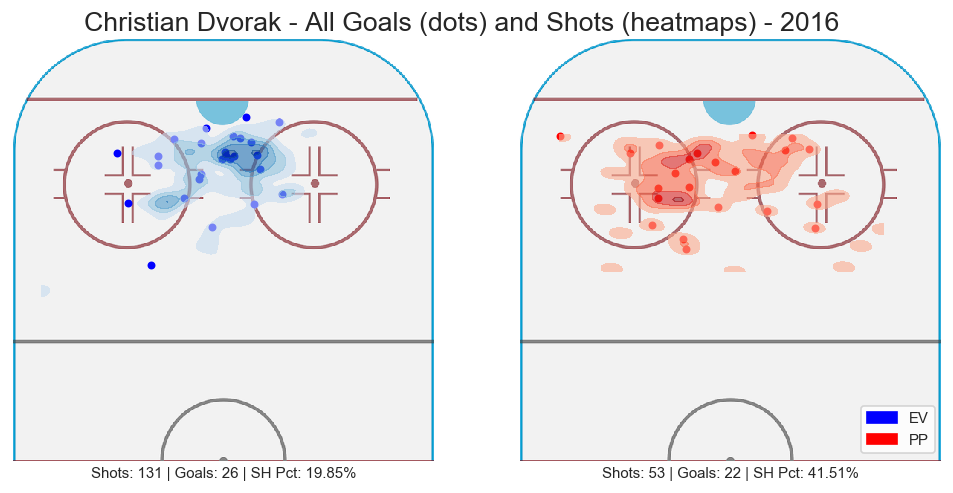 Christian Dvorak - All Goals (dots) and Shots (heatmaps) - 2016
EV
PP
Shots: 131 | Goals: 26 | SH Pct: 19.85%
Shots: 53 | Goals: 22 | SH Pct: 41.51%